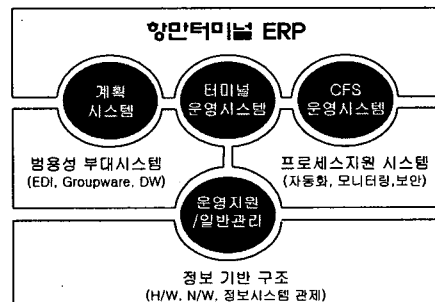 항만터미널 ERP
계획
시스템
터미널
운영시스템
CFS
운영시스템
범용성 부대시스템
(EDI, Groupware, DW)
프로세스지원 시스템
(자동화, 모니터링,보안)
운영지원
/일반관리
정보 기반 구조
(H/W, N/W, 정보시스템 관제)